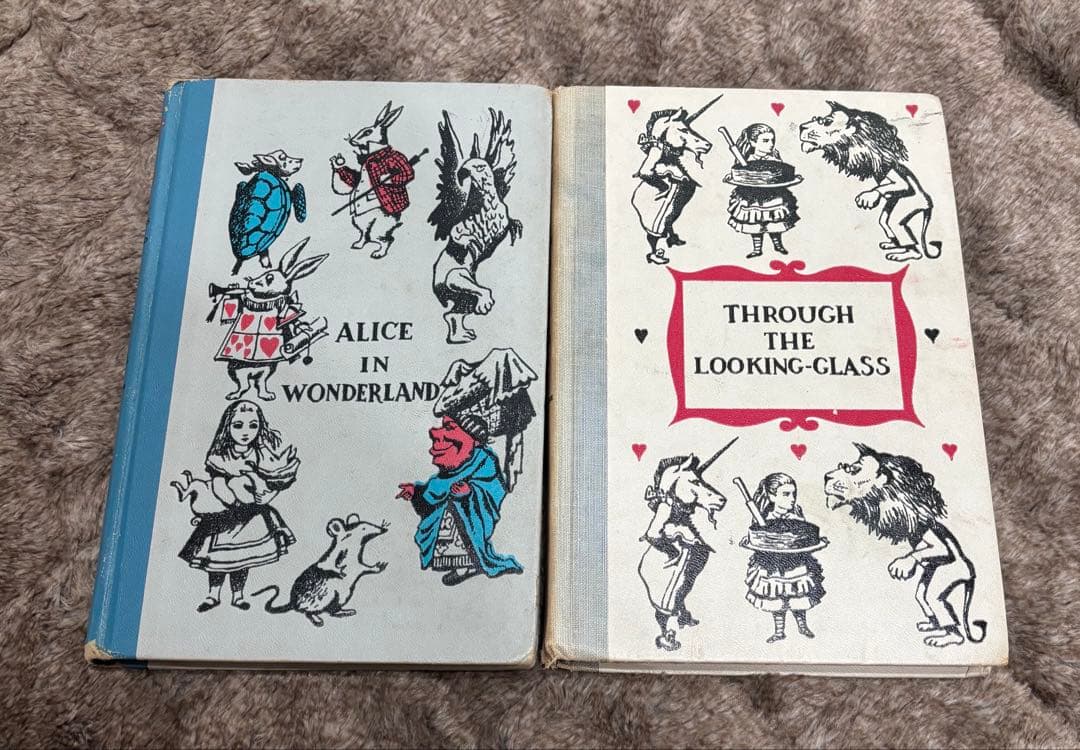 ALICE
IN
WONDERLAND
THROUGH
THE
LOOKING-GLASS